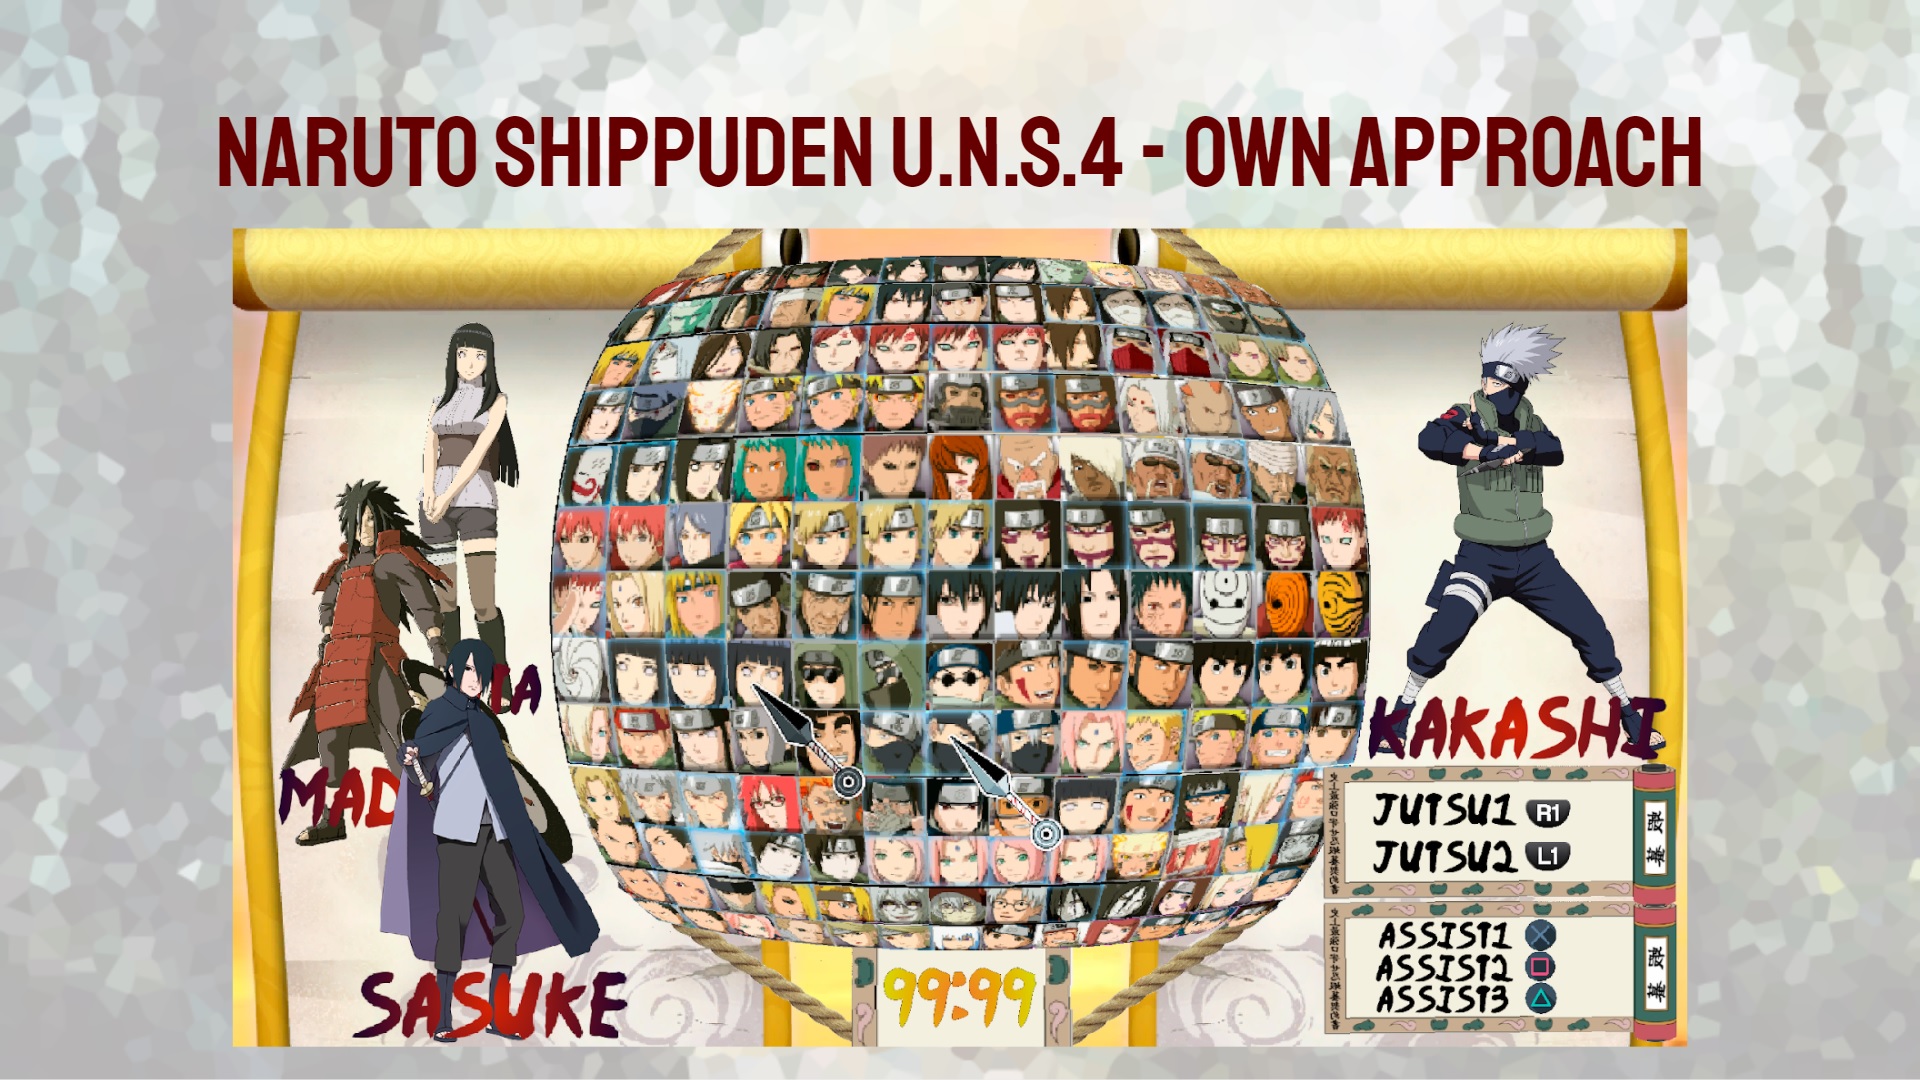 NARUTO SHIPPUDEN U.N.S.4 - OWN APPROACH
IA
MAD
SASUKE
KAKASHI
JUTSU1 R1
JUTSU2 L1
ASSIST1
ASSIST2
ASSIST3
99:99